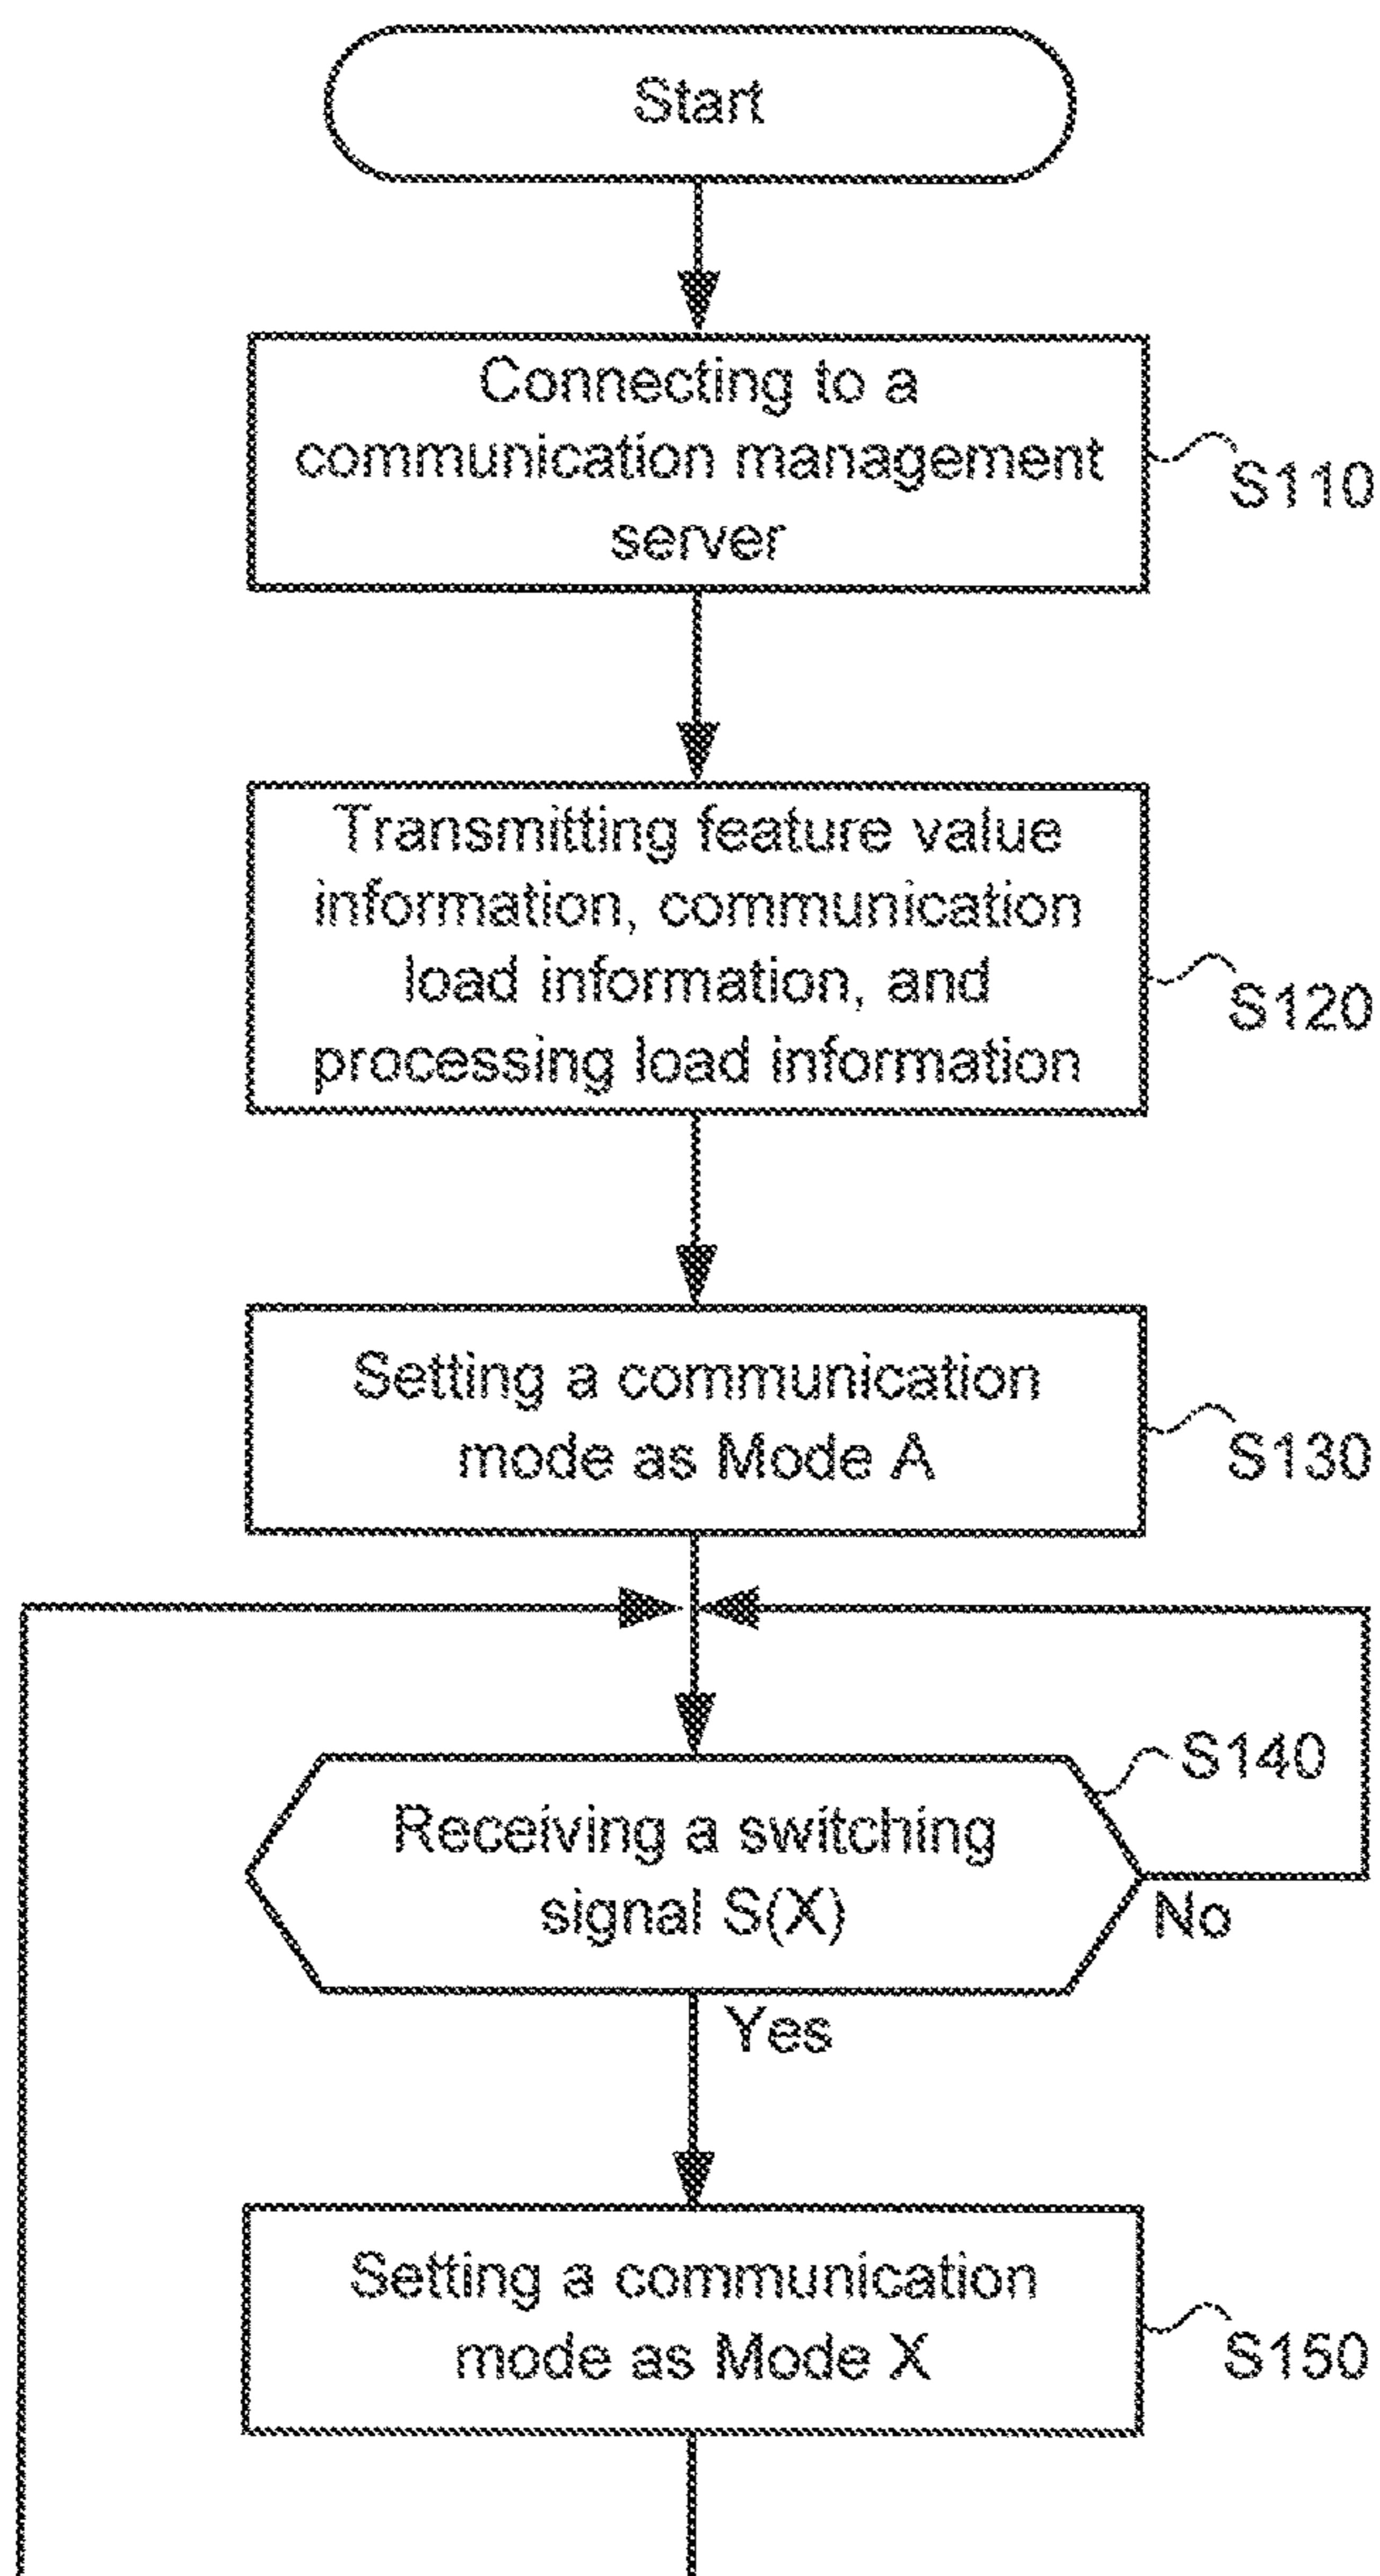 Start
Connecting to a
communication management
server
S110
Transmitting feature value
information, communication
load information, and
processing load information
S120
Setting a communication
mode as Mode A
S130
S140
Receiving a switching
signal S(X)
No
Yes
Setting a communication
mode as Mode X
S150